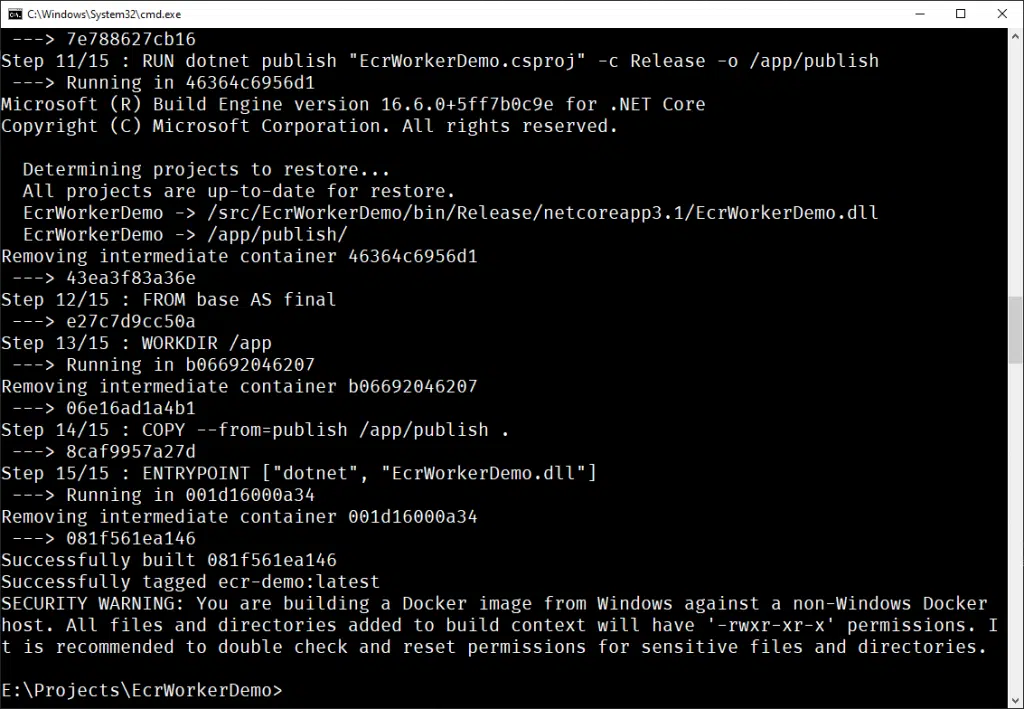 C:\Windows\System32\cmd.exe
---> 7e788627cb16
Step 11/15 : RUN dotnet publish "EcrWorkerDemo.csproj" -c Release -o /app/publish
---> Running in 46364c6956d1
Microsoft (R) Build Engine version 16.6.0+5ff7b0c9e for .NET Core
Copyright (C) Microsoft Corporation. All rights reserved.
Determining projects to restore...
All projects are up-to-date for restore.
EcrWorkerDemo -> /src/EcrWorkerDemo/bin/Release/netcoreapp3.1/EcrWorkerDemo.dll
EcrWorkerDemo -> /app/publish/
Removing intermediate container 46364c6956d1
---> 43ea3f83a36e
Step 12/15 : FROM base AS final
---> e27c7d9cc50a
Step 13/15 : WORKDIR /app
---> Running in b06692046207
Removing intermediate container b06692046207
---> 06e16ad1a4b1
Step 14/15 : COPY --from=publish /app/publish .
---> 8caf9957a27d
Step 15/15 : ENTRYPOINT ["dotnet", "EcrWorkerDemo.dll"]
---> Running in 001d16000a34
Removing intermediate container 001d16000a34
---> 081f561ea146
Successfully built 081f561ea146
Successfully tagged ecr-demo:latest
SECURITY WARNING: You are building a Docker image from Windows against a non-Windows Docker
host. All files and directories added to build context will have '-rwxr-xr-x' permissions. I
t is recommended to double check and reset permissions for sensitive files and directories.
E:\Projects\EcrWorkerDemo>